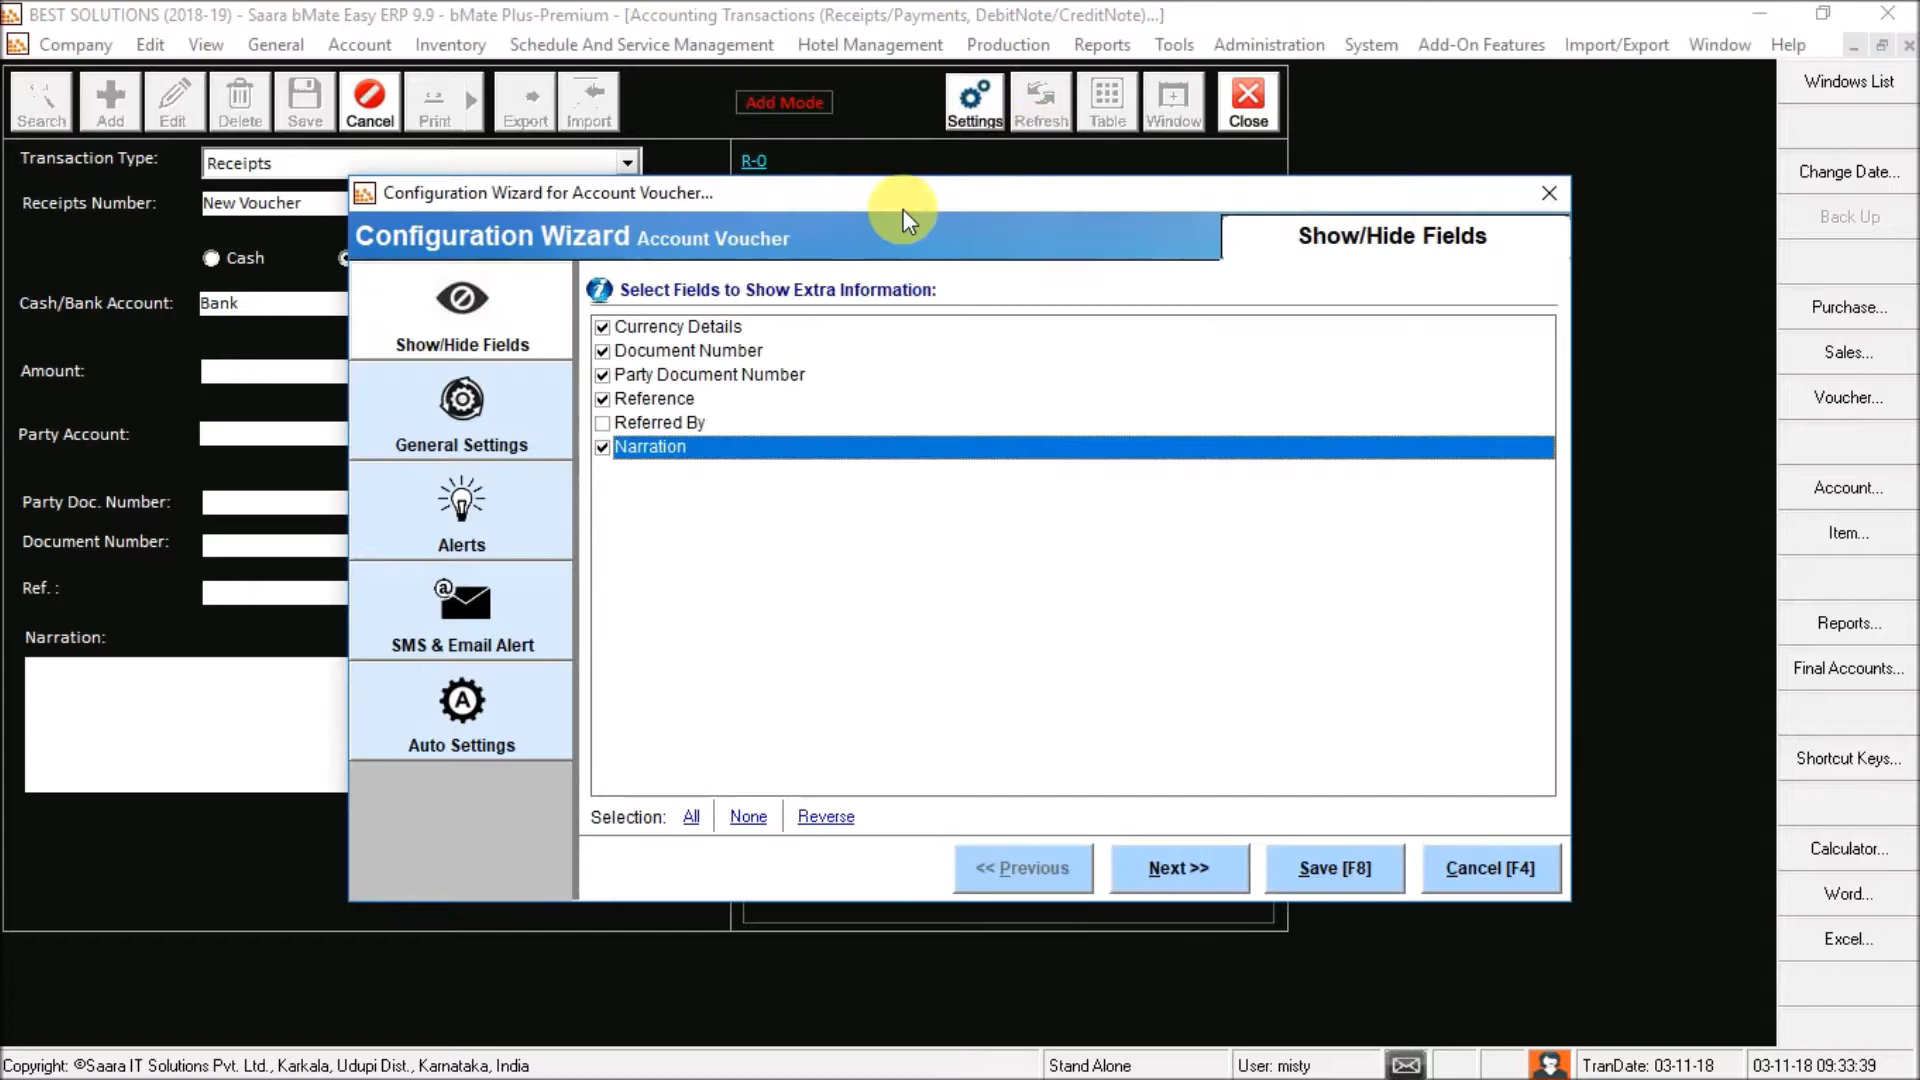 BEST SOLUTIONS (2018-19) - Saara bMate Easy ERP 9.9 - bMate Plus-Premium - [Accounting Transactions (Receipts/Payments, DebitNote/CreditNote)...]
Company Edit View General Account Inventory Schedule And Service Management Hotel Management Production Reports Tools Administration System Add-On Features Import/Export Window Help
Search Add Edit Delete Save Cancel Print Export Import Add Mode Settings Refresh Table Window Close
Windows List
Transaction Type: Receipts R-0
Change Date...
Receipts Number: New Voucher
Back Up
Cash
Cash/Bank Account: Bank
Amount:
Party Account:
Party Doc. Number:
Document Number:
Ref. :
Narration:
Configuration Wizard for Account Voucher...
Configuration Wizard Account Voucher
Show/Hide Fields
Show/Hide Fields
General Settings
Alerts
SMS & Email Alert
Auto Settings
Select Fields to Show Extra Information:
Currency Details
Document Number
Party Document Number
Reference
Referred By
Narration
Selection: All None Reverse
<< Previous Next >> Save [F8] Cancel [F4]
Purchase...
Sales...
Voucher...
Account...
Item...
Reports...
Final Accounts...
Shortcut Keys...
Calculator...
Word...
Excel...
Copyright: ©Saara IT Solutions Pvt. Ltd., Karkala, Udupi Dist., Karnataka, India Stand Alone User: misty TranDate: 03-11-18 03-11-18 09:33:39